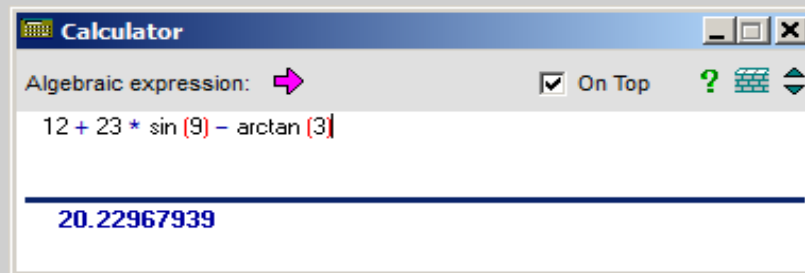 Calculator
Algebraic expression: On Top ?
12 + 23 * sin (9) – arctan (3)
20.22967939